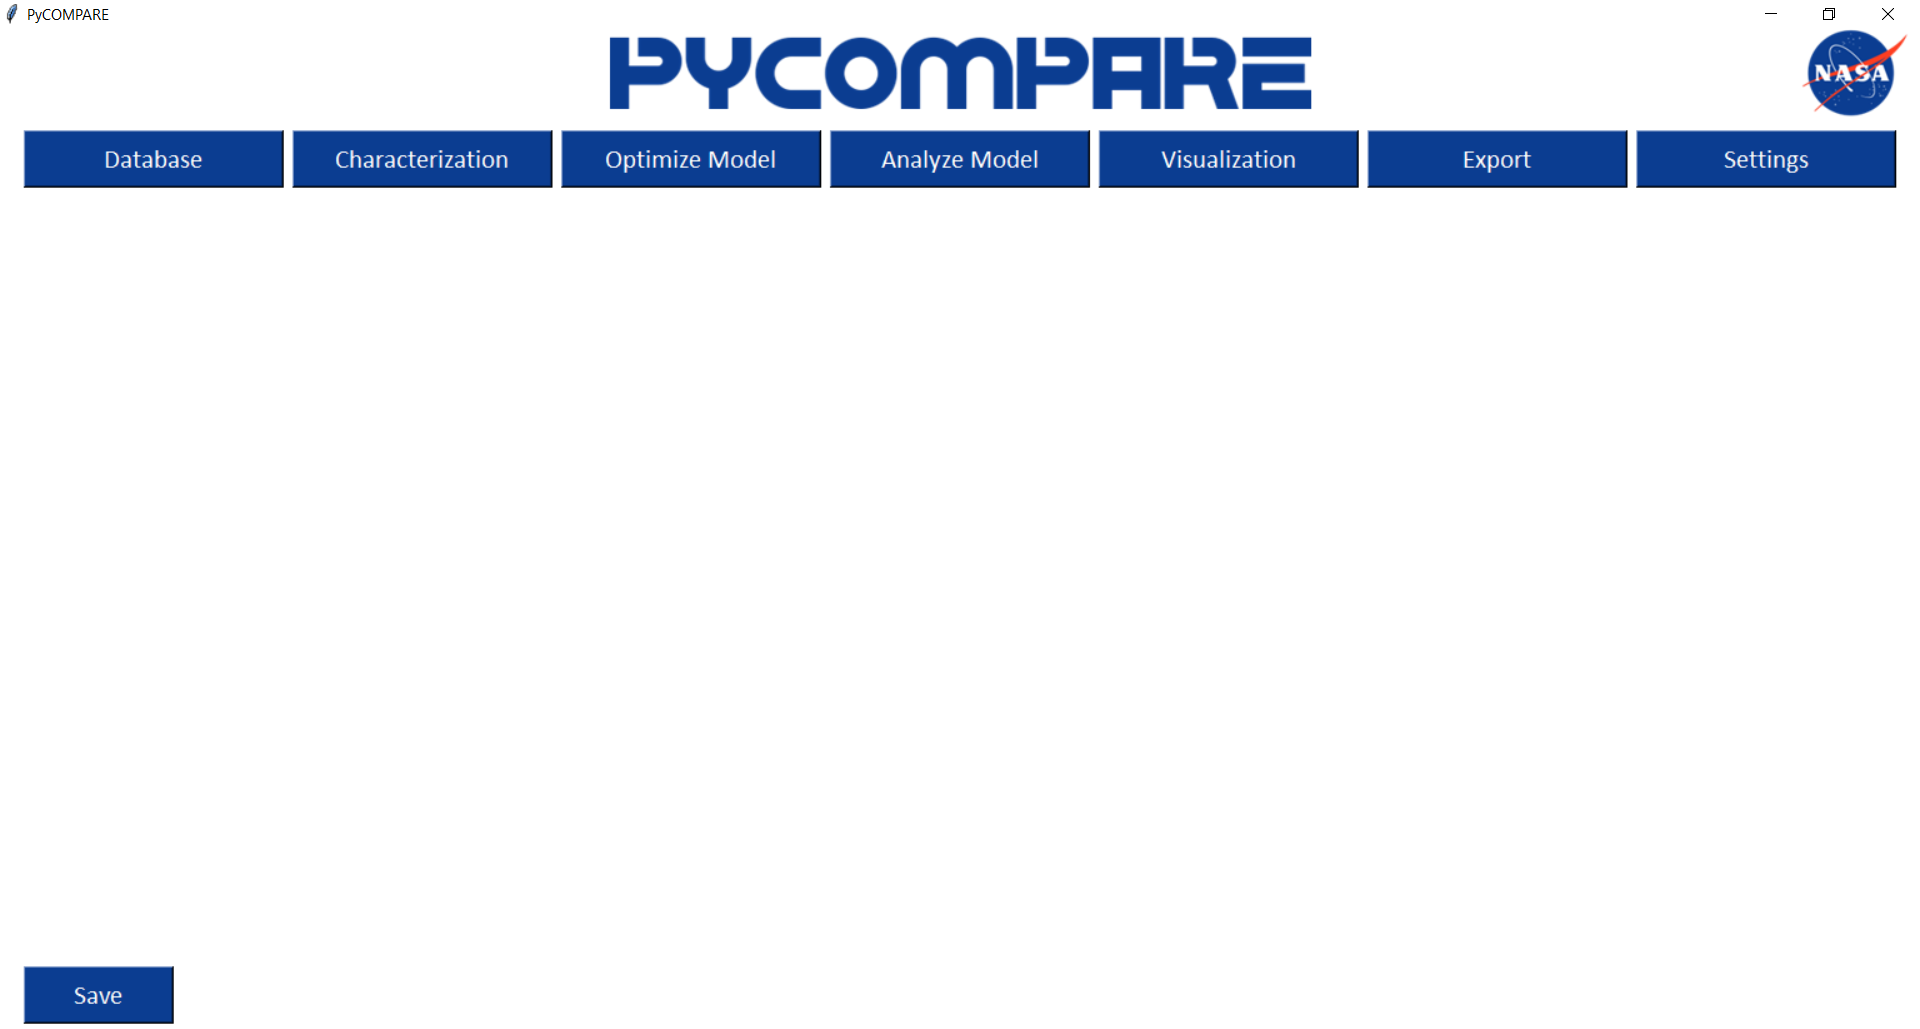 PyCOMPARE
PYCOMPARE
NASA
Database Characterization Optimize Model Analyze Model Visualization Export Settings
Save